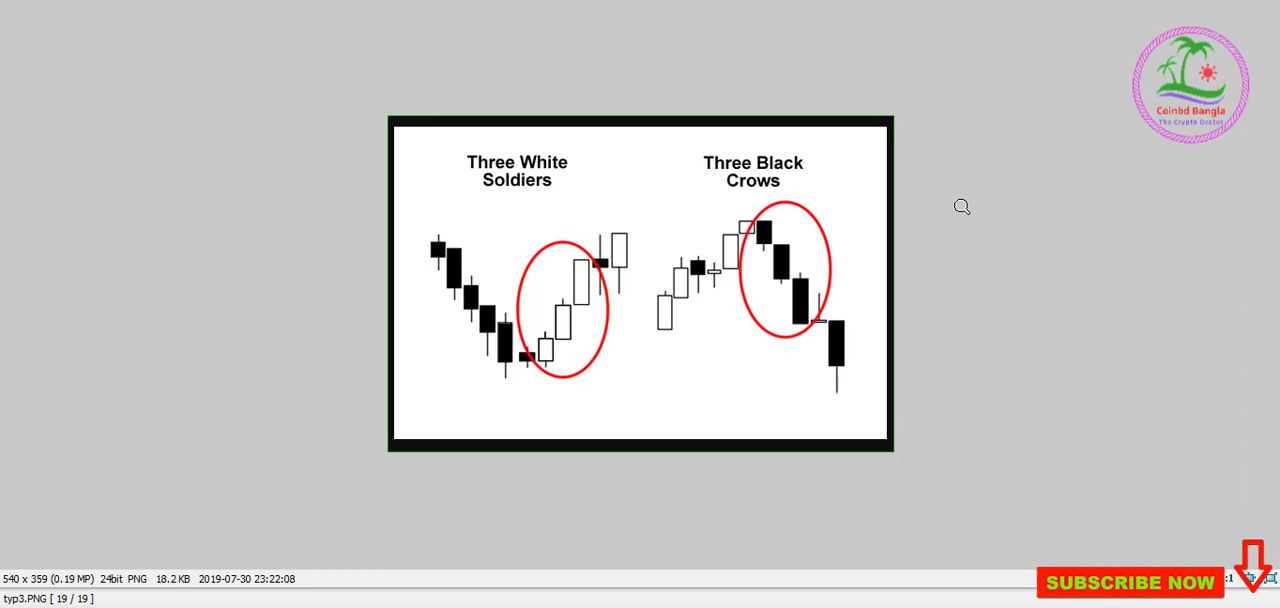 Coinbd Bangla
The Crypto Doctor
Three White
Soldiers
Three Black
Crows
540 x 359 (0.19 MP) 24bit PNG 18.2 KB 2019-07-30 23:22:08
:1
SUBSCRIBE NOW
typ3.PNG [ 19 / 19 ]